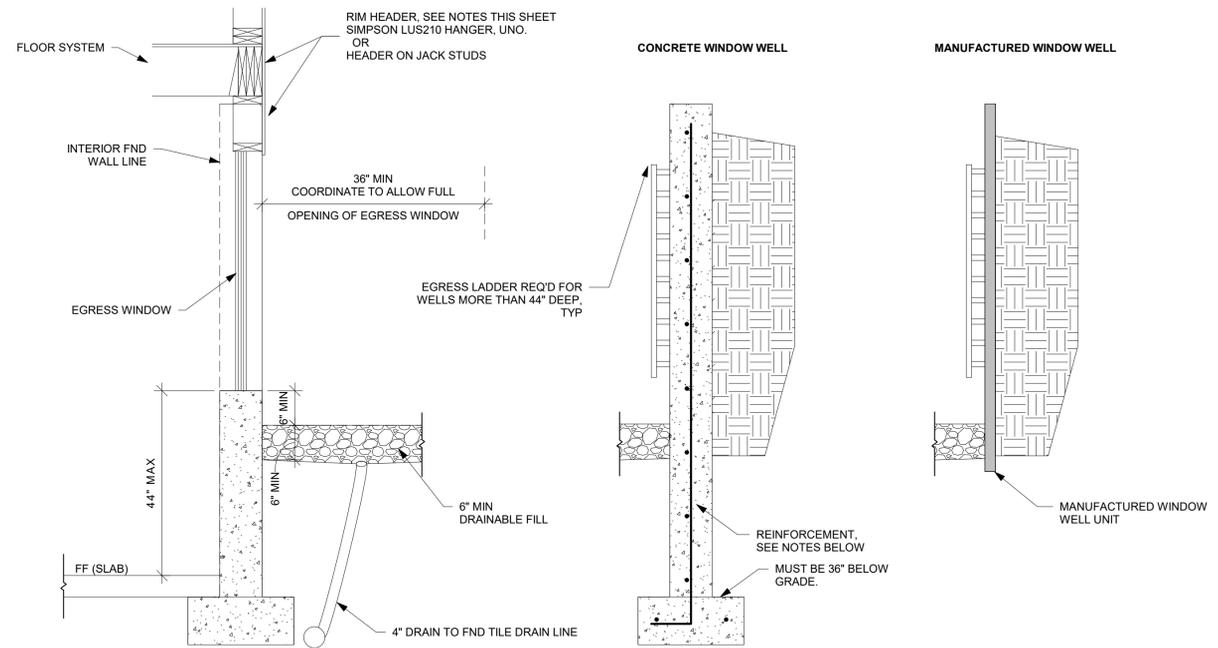 RIM HEADER, SEE NOTES THIS SHEET
SIMPSON LUS210 HANGER, UNO.
OR
HEADER ON JACK STUDS
FLOOR SYSTEM
INTERIOR FND
WALL LINE
36" MIN
COORDINATE TO ALLOW FULL
OPENING OF EGRESS WINDOW
EGRESS WINDOW
44" MAX
6" MIN
6" MIN
6" MIN
DRAINABLE FILL
FF (SLAB)
4" DRAIN TO FND TILE DRAIN LINE
CONCRETE WINDOW WELL
EGRESS LADDER REQ'D FOR
WELLS MORE THAN 44" DEEP,
TYP
REINFORCEMENT,
SEE NOTES BELOW
MUST BE 36" BELOW
GRADE.
MANUFACTURED WINDOW WELL
MANUFACTURED WINDOW
WELL UNIT